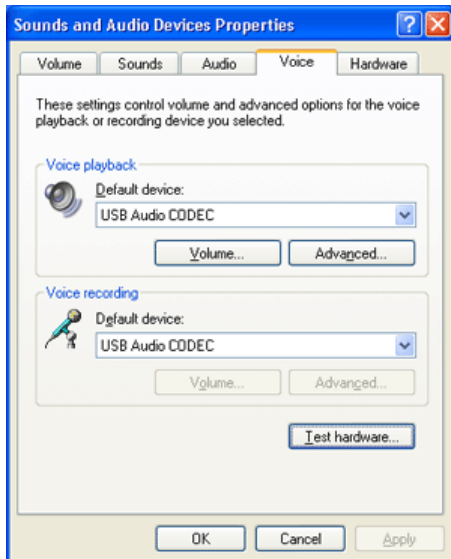 Sounds and Audio Devices Properties
Volume Sounds Audio Voice Hardware
These settings control volume and advanced options for the voice
playback or recording device you selected.
Voice playback
Default device:
USB Audio CODEC
Volume... Advanced...
Voice recording
Default device:
USB Audio CODEC
Volume... Advanced...
Test hardware...
OK Cancel Apply